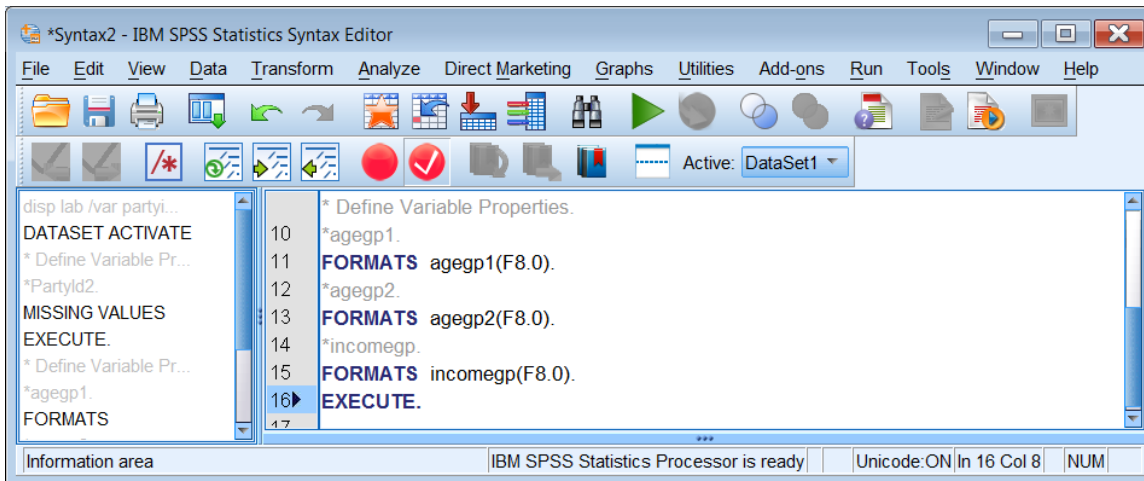 *Syntax2 - IBM SPSS Statistics Syntax Editor
File Edit View Data Transform Analyze Direct Marketing Graphs Utilities Add-ons Run Tools Window Help
/*
Active: DataSet1
disp lab /var partyi...
DATASET ACTIVATE
* Define Variable Pr...
*PartyId2.
MISSING VALUES
EXECUTE.
* Define Variable Pr...
*agegp1.
FORMATS
* Define Variable Properties.
10 *agegp1.
11 FORMATS agegp1(F8.0).
12 *agegp2.
13 FORMATS agegp2(F8.0).
14 *incomegp.
15 FORMATS incomegp(F8.0).
16 EXECUTE.
17
Information area IBM SPSS Statistics Processor is ready Unicode:ON In 16 Col 8 NUM